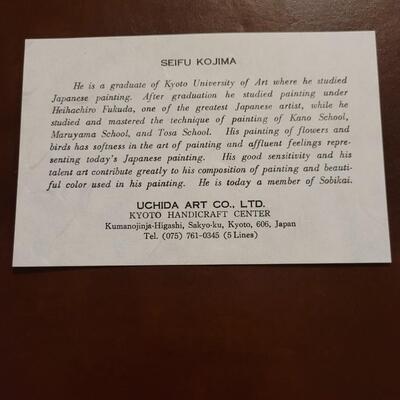 SEIFU KOJIMA
He is a graduate of Kyoto University of Art where he studied
Japanese painting. After graduation he studied painting under
Heihachiro Fukuda, one of the greatest Japanese artist, while he
studied and mastered the technique of painting of Kano School,
Maruyama School, and Tosa School. His painting of flowers and
birds has softness in the art of painting and affluent feelings repre-
senting today's Japanese painting. His good sensitivity and his
talent art contribute greatly to his composition of painting and beauti-
ful color used in his painting. He is today a member of Sobikai.
UCHIDA ART CO., LTD.
KYOTO HANDICRAFT CENTER
Kumanojinja-Higashi, Sakyo-ku, Kyoto, 606, Japan
Tel. (075) 761-0345 (5 Lines)